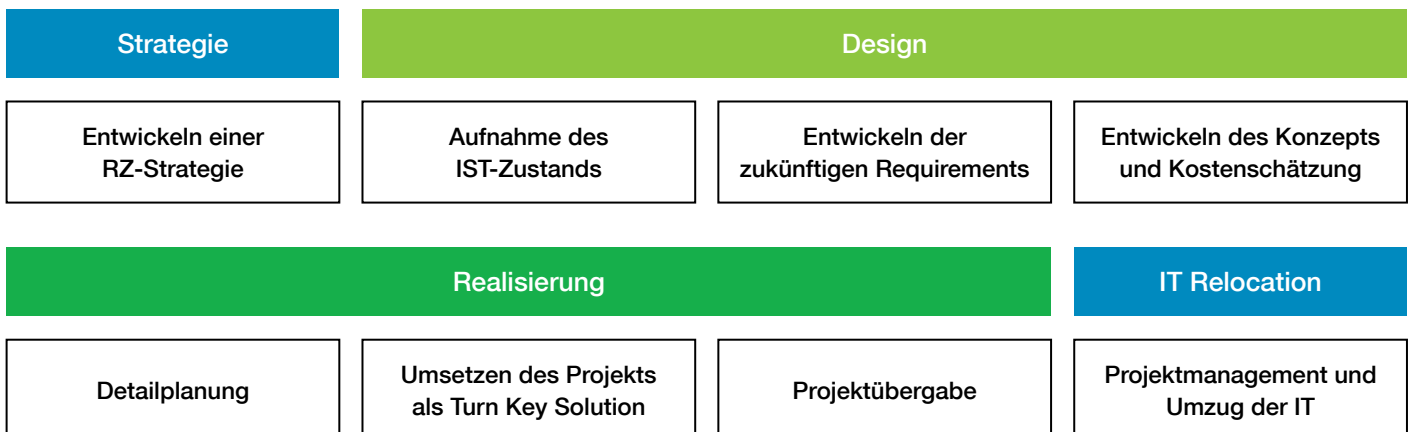 Strategie
Design
Entwickeln einer
RZ-Strategie
Aufnahme des
IST-Zustands
Entwickeln der
zukünftigen Requirements
Entwickeln des Konzepts
und Kostenschätzung
Realisierung
IT Relocation
Detailplanung
Umsetzen des Projekts
als Turn Key Solution
Projektübergabe
Projektmanagement und
Umzug der IT